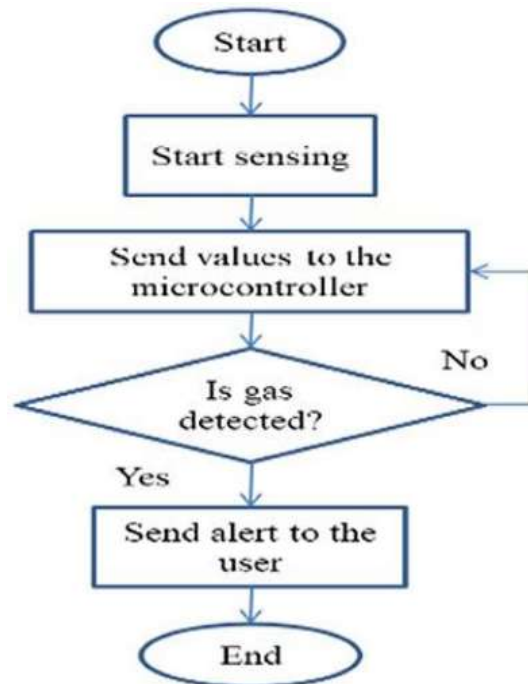 Start
Start sensing
Send values to the
microcontroller
No
Is gas
detected?
Yes
Send alert to the
user
End